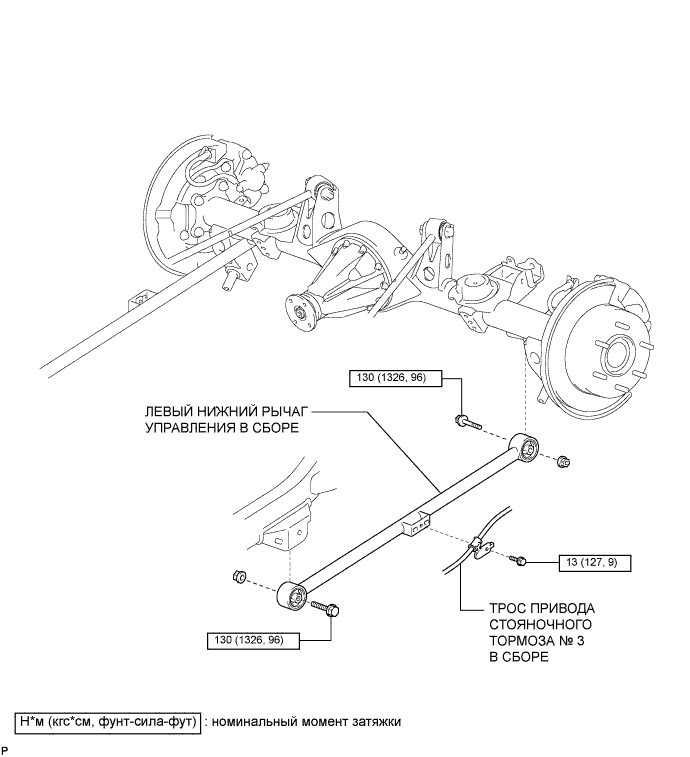 130 (1326, 96)
ЛЕВЫЙ НИЖНИЙ РЫЧАГ
УПРАВЛЕНИЯ В СБОРЕ
13 (127, 9)
130 (1326, 96)
ТРОС ПРИВОДА
СТОЯНОЧНОГО
ТОРМОЗА № 3
В СБОРЕ
Н*м (кгс*см, фунт-сила-фут) : номинальный момент затяжки
P